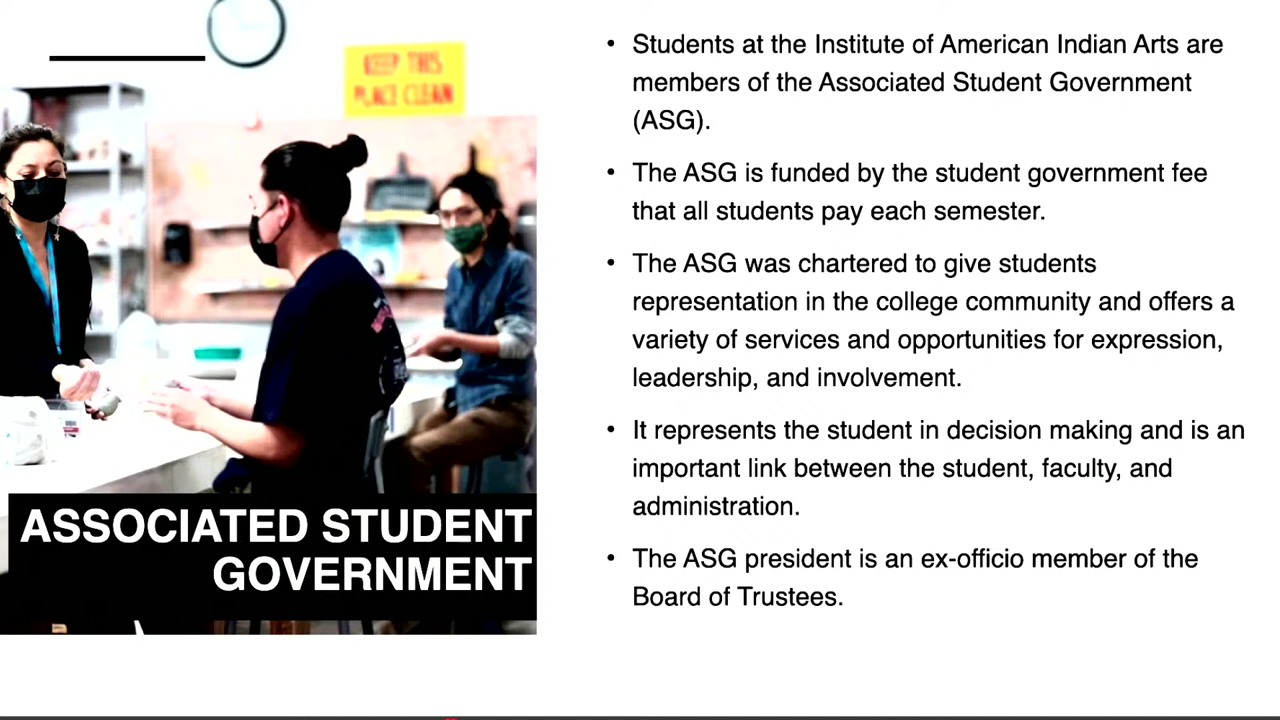 KEEP THIS
PLACE CLEAN
ASSOCIATED STUDENT
GOVERNMENT
• Students at the Institute of American Indian Arts are
members of the Associated Student Government
(ASG).
• The ASG is funded by the student government fee
that all students pay each semester.
• The ASG was chartered to give students
representation in the college community and offers a
variety of services and opportunities for expression,
leadership, and involvement.
• It represents the student in decision making and is an
important link between the student, faculty, and
administration.
• The ASG president is an ex-officio member of the
Board of Trustees.